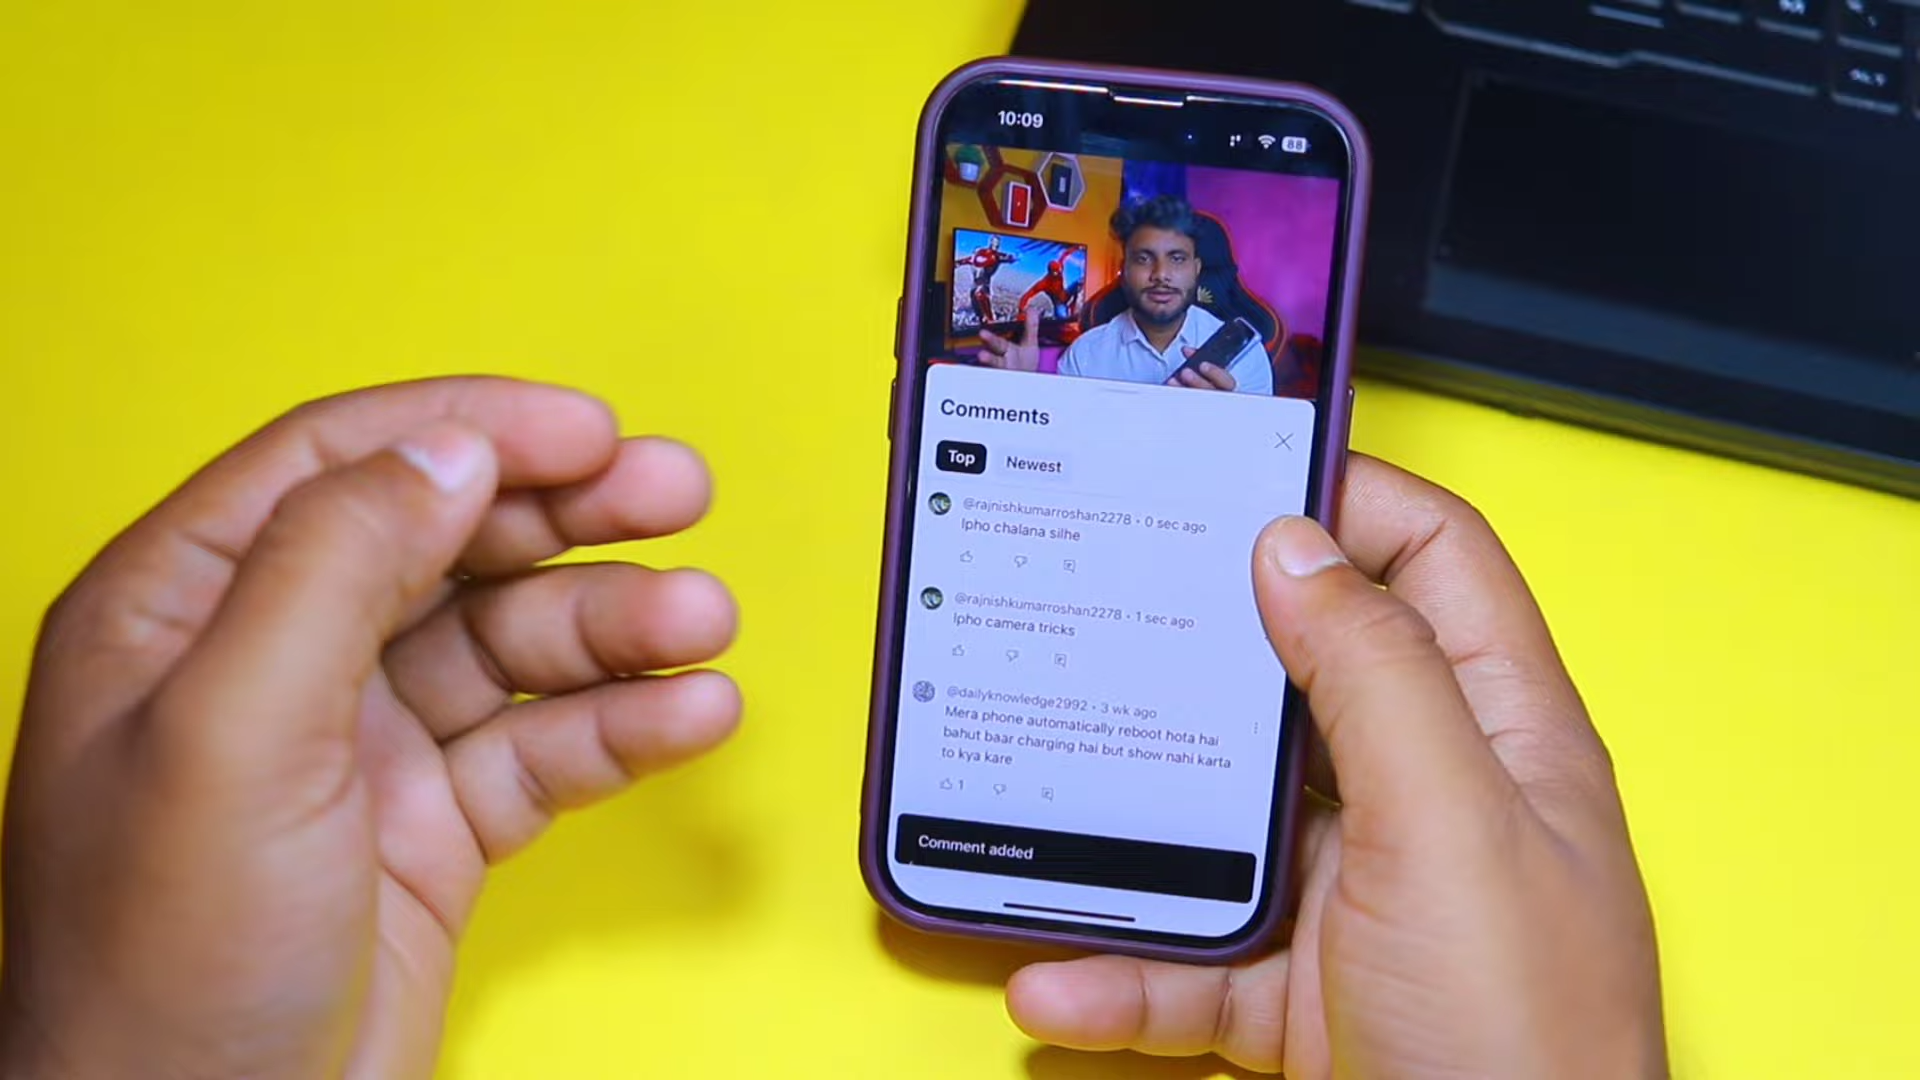 10:09
88
Comments
Top
Newest
@rajnishkumarroshan2278 • 0 sec ago
Ipho chalana silhe
@rajnishkumarroshan2278 • 1 sec ago
Ipho camera tricks
@dailyknowledge2992 • 3 wk ago
Mera phone automatically reboot hota hai
bahut baar charging hai but show nahi karta
to kya kare
1
Comment added